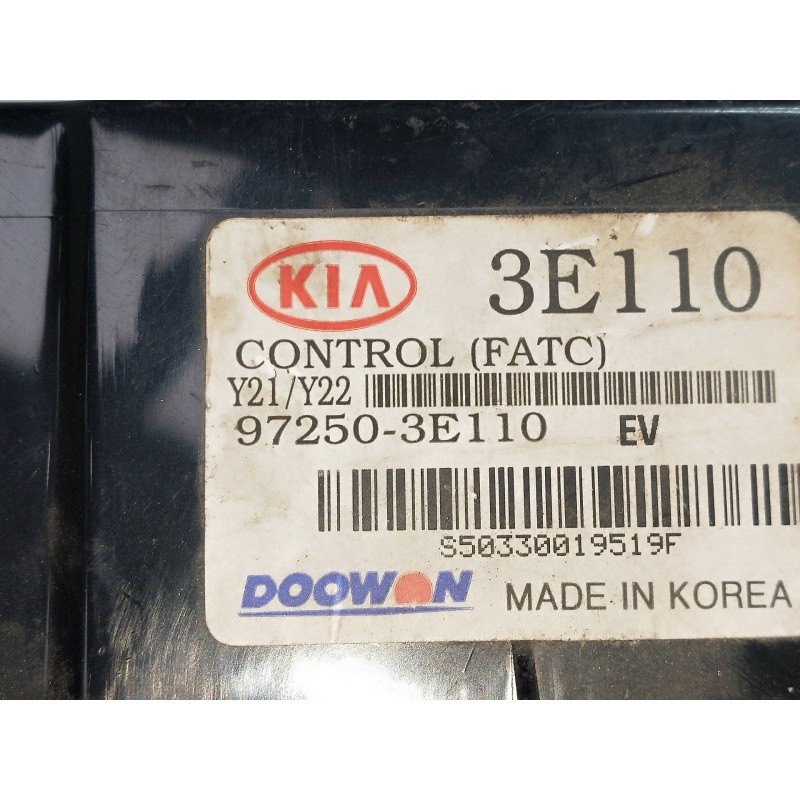 KIA 3E110
CONTROL (FATC)
Y21/Y22
97250-3E110 EV
S50330019519F
DOOWON MADE IN KOREA